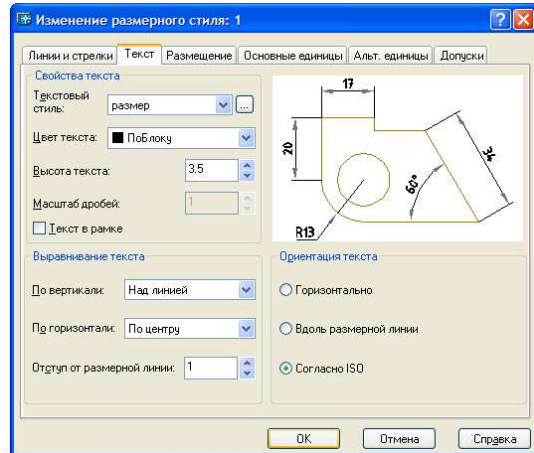 Изменение размерного стиля: 1
Линии и стрелки Текст Размещение Основные единицы Альт. единицы Допуски
Свойства текста
Текстовый стиль: размер ...
Цвет текста: ПоБлоку
Высота текста: 3.5
Масштаб дробей: 1
Текст в рамке
17
20
34
60°
R13
Выравнивание текста
По вертикали: Над линией
По горизонтали: По центру
Отступ от размерной линии: 1
Ориентация текста
Горизонтально
Вдоль размерной линии
Согласно ISO
OK Отмена Справка